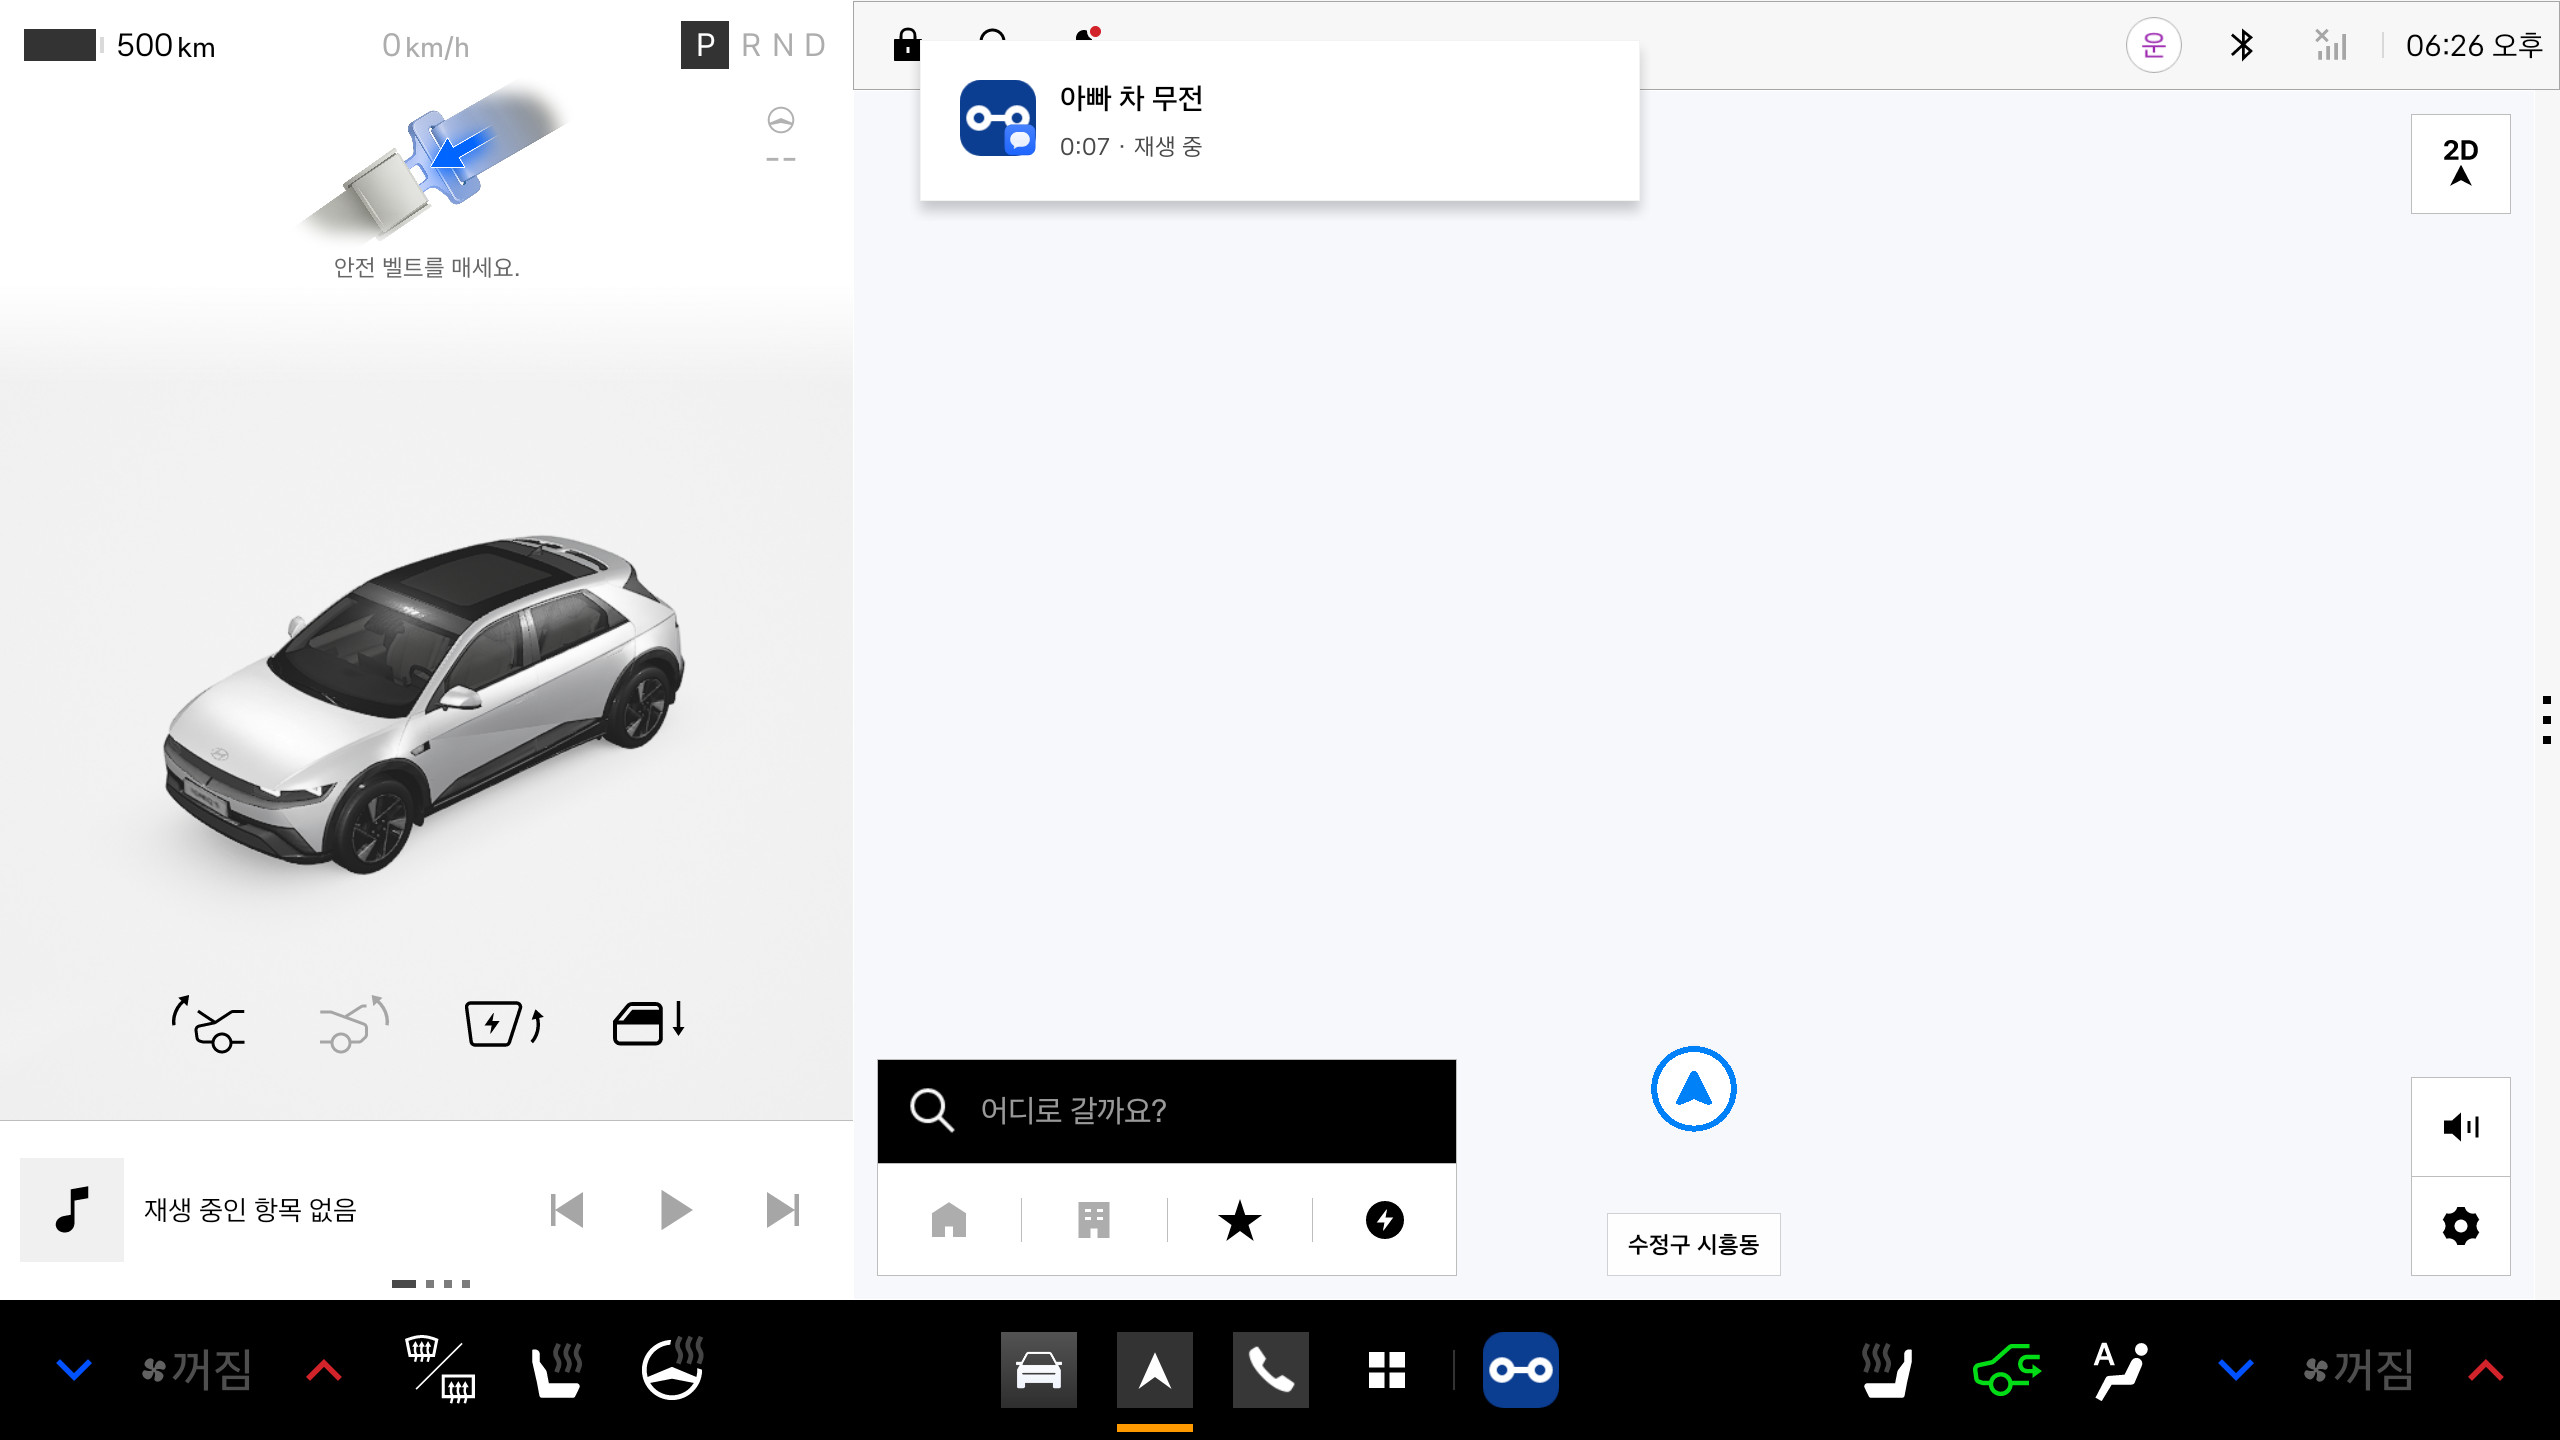 500 km
0 km/h
P R N D
06:26 오후
운
아빠 차 무전
0:07 · 재생 중
2D
안전 벨트를 매세요.
어디로 갈까요?
수정구 시흥동
재생 중인 항목 없음
꺼짐
A
꺼짐